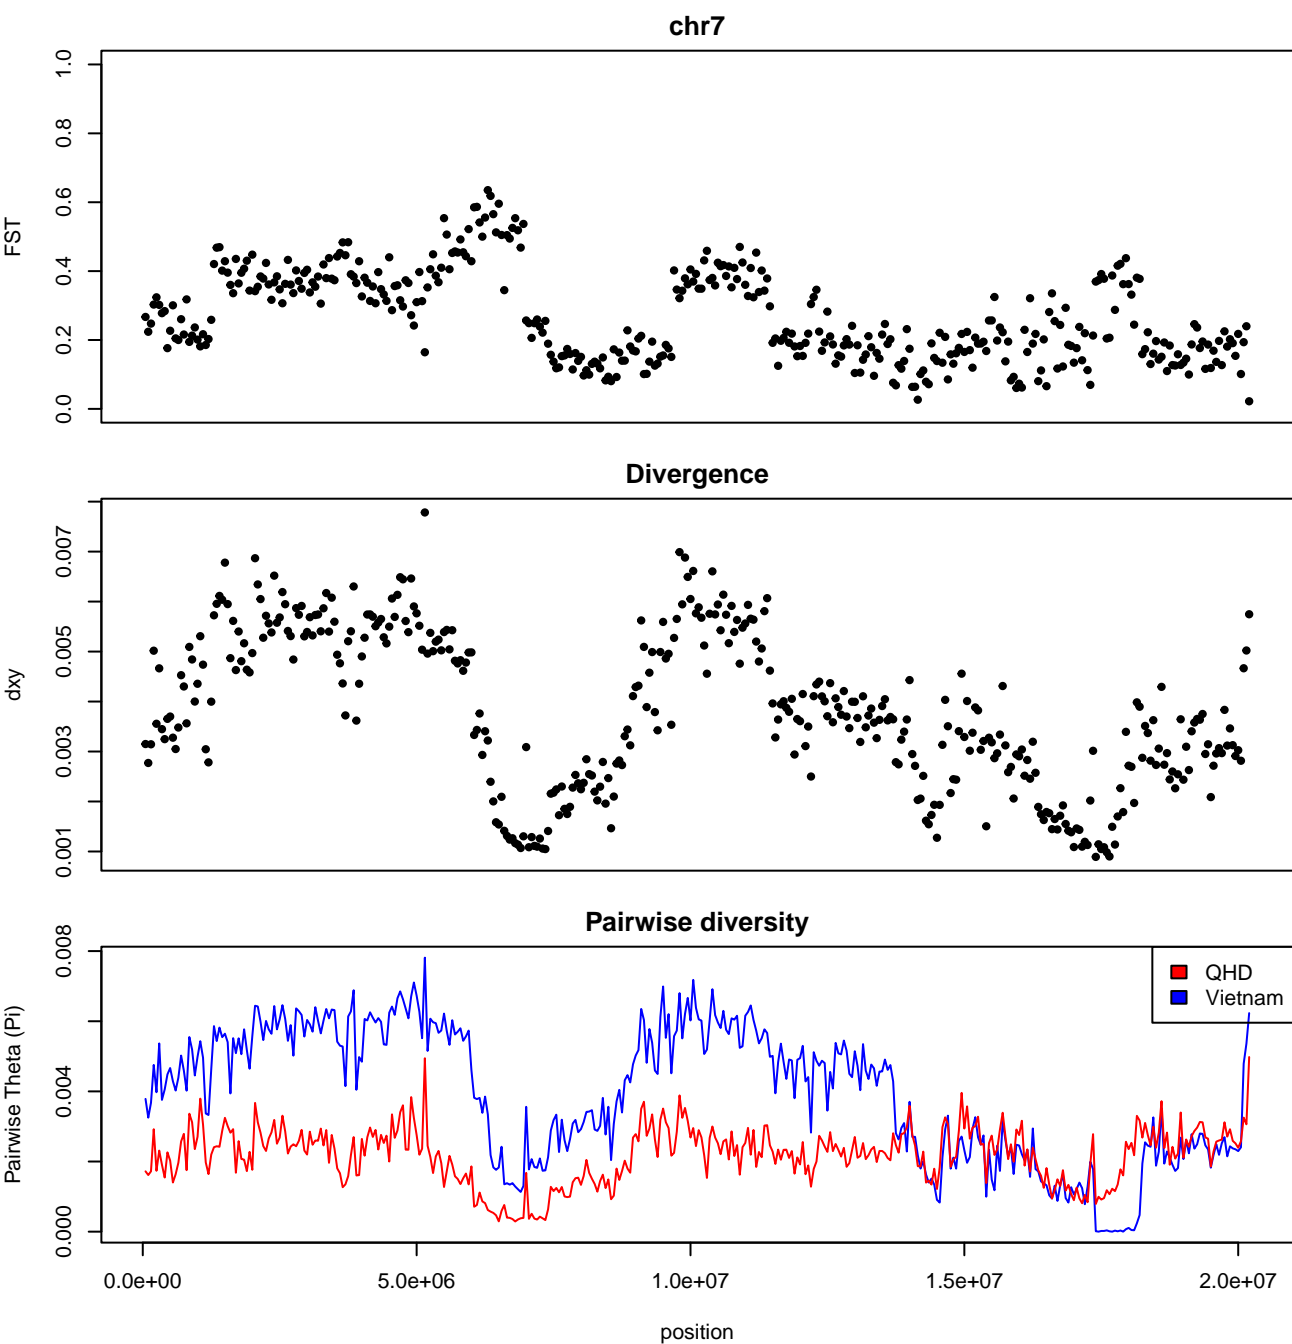 chr7
FST
0.0
0.2
0.4
0.6
0.8
1.0
Divergence
dxy
0.001
0.003
0.005
0.007
Pairwise diversity
Pairwise Theta (Pi)
0.000
0.004
0.008
QHD
Vietnam
0.0e+00
5.0e+06
1.0e+07
1.5e+07
2.0e+07
position